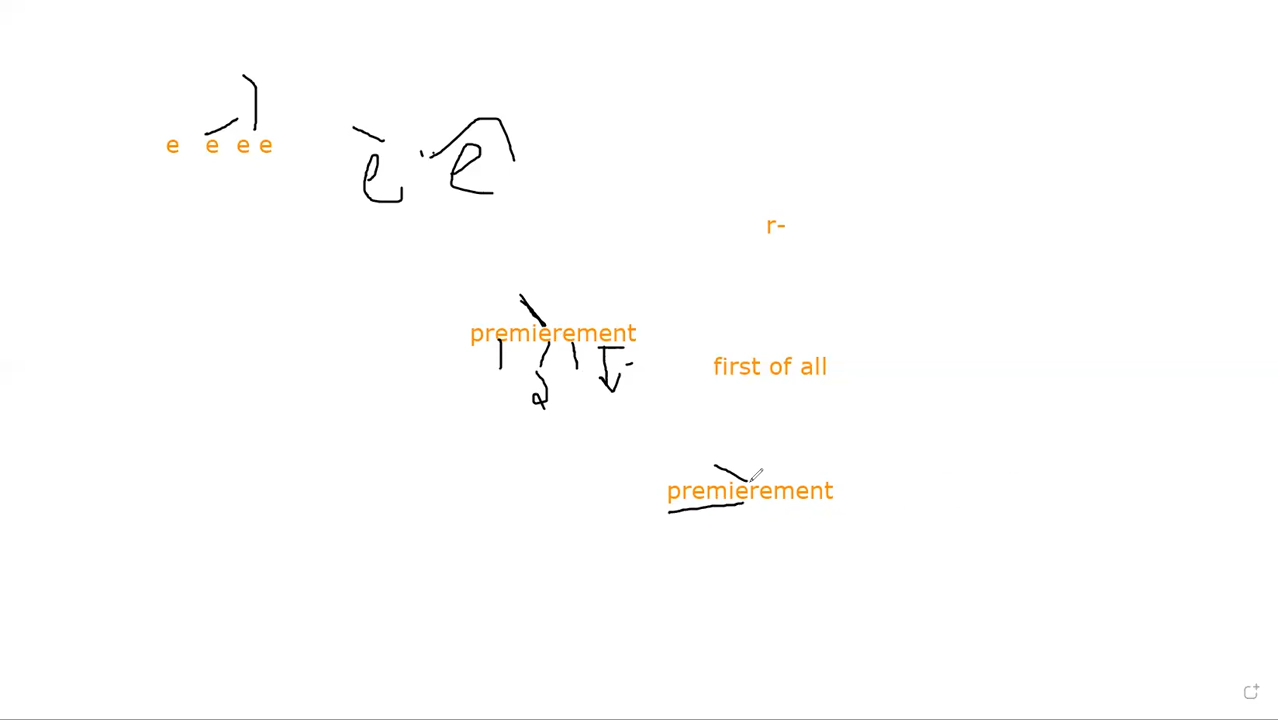 e e e e
è ê
r-
premierement
first of all
premierement